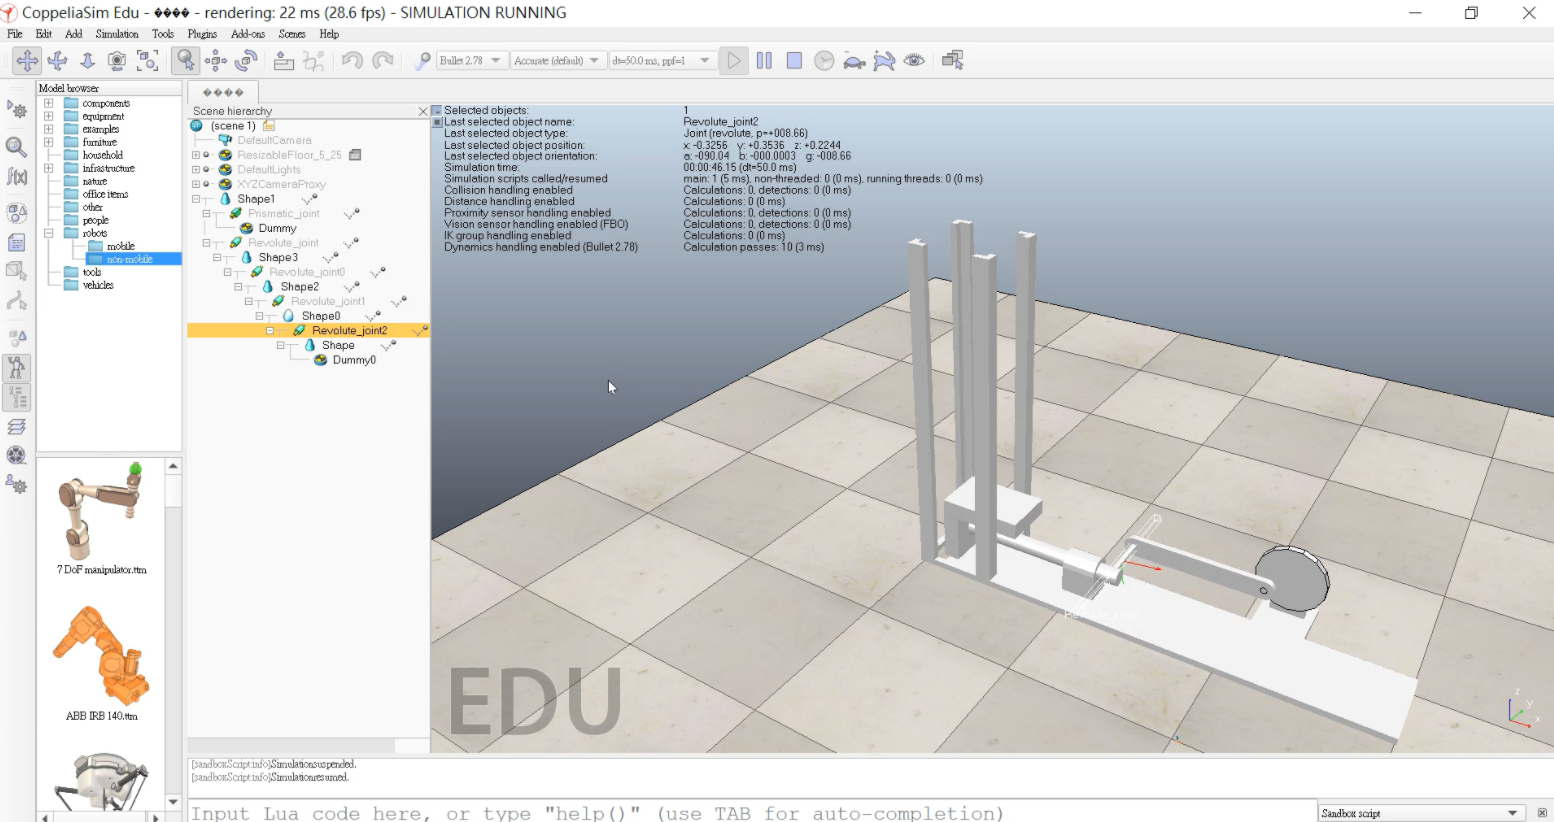 CoppeliaSim Edu - ���� - rendering: 22 ms (28.6 fps) - SIMULATION RUNNING
File Edit Add Simulation Tools Plugins Add-ons Scenes Help
Bullet 2.78 Accurate (default) dt=50.0 ms, ppf=1
Model browser
components
equipment
examples
furniture
household
infrastructure
nature
office items
other
people
robots
mobile
non-mobile
tools
vehicles
7 DoF manipulator.ttm
ABB IRB 140.ttm
����
Scene hierarchy
(scene 1)
DefaultCamera
ResizableFloor_5_25
DefaultLights
XYZCameraProxy
Shape1
Prismatic_joint
Dummy
Revolute_joint
Shape3
Revolute_joint0
Shape2
Revolute_joint1
Shape0
Revolute_joint2
Shape
Dummy0
Selected objects: 1
Last selected object name: Revolute_joint2
Last selected object type: Joint (revolute, p=+008.66)
Last selected object position: x: -0.3256 y: +0.3536 z: +0.2244
Last selected object orientation: a: -090.04 b: -000.0003 g: -008.66
Simulation time: 00:00:46.15 (dt=50.0 ms)
Simulation scripts called/resumed main: 1 (5 ms), non-threaded: 0 (0 ms), running threads: 0 (0 ms)
Collision handling enabled Calculations: 0, detections: 0 (0 ms)
Distance handling enabled Calculations: 0 (0 ms)
Proximity sensor handling enabled Calculations: 0, detections: 0 (0 ms)
Vision sensor handling enabled (FBO) Calculations: 0, detections: 0 (0 ms)
IK group handling enabled Calculations: 0 (0 ms)
Dynamics handling enabled (Bullet 2.78) Calculation passes: 10 (3 ms)
EDU
z
y
x
[sandboxScript:info]Simulationsuspended.
[sandboxScript:info]Simulationresumed.
Input Lua code here, or type "help()" (use TAB for auto-completion)
Sandbox script